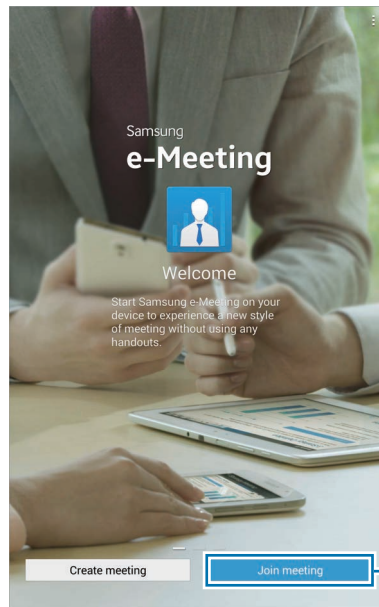 Samsung
e-Meeting
Welcome
Start Samsung e-Meeting on your
device to experience a new style
of meeting without using any
handouts.
Create meeting
Join meeting